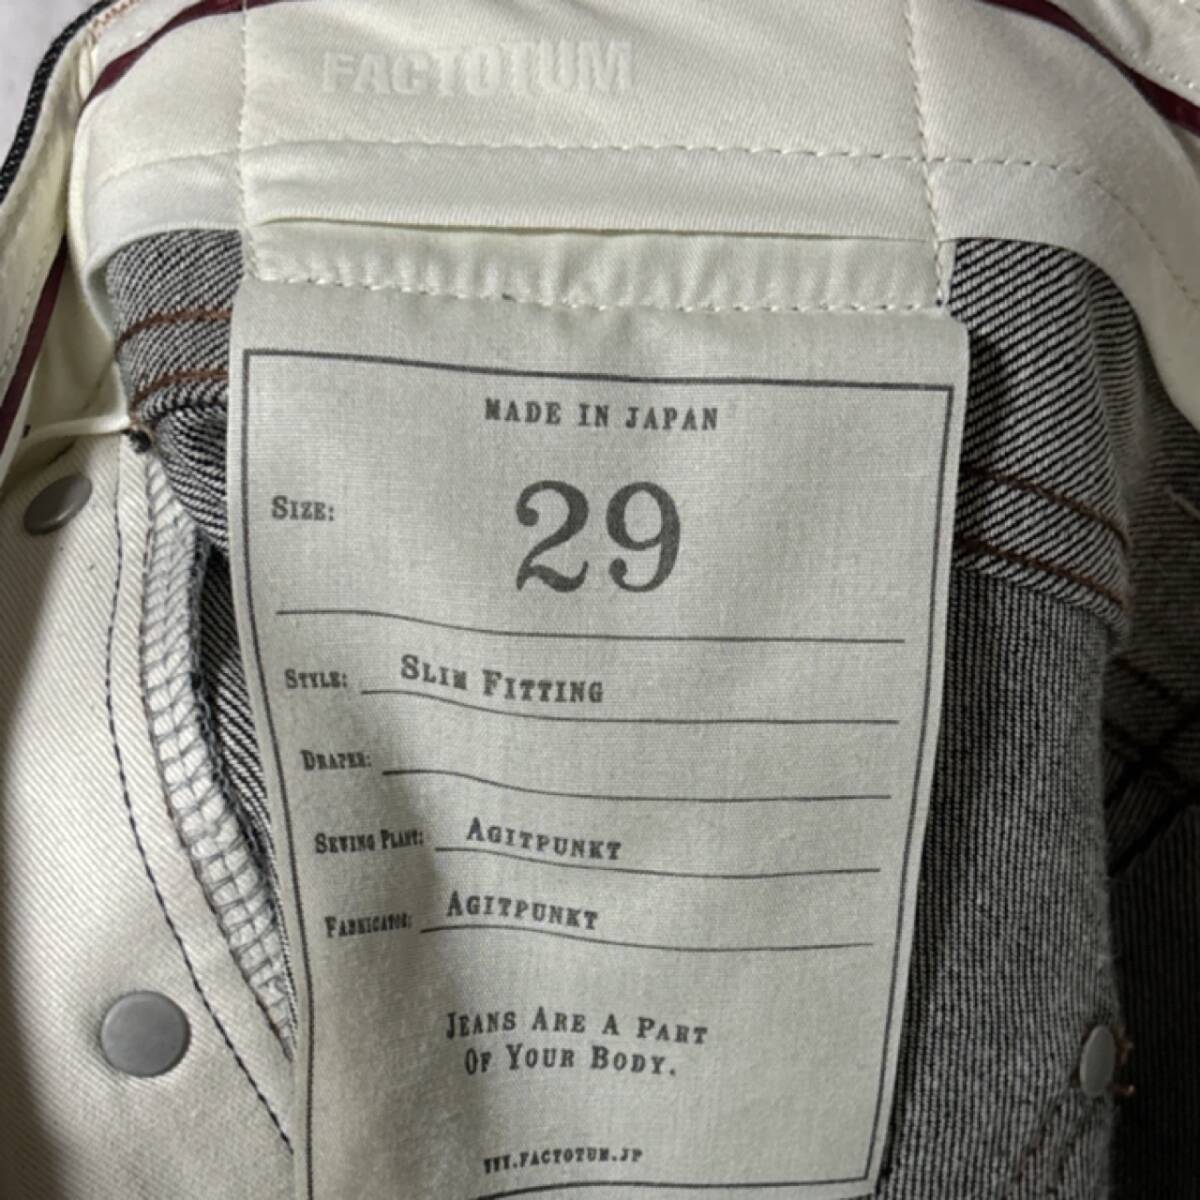 FACTOTUM
MADE IN JAPAN
SIZE: 29
STYLE: SLIM FITTING
DRAPER:
SEWING PLANT: AGITPUNKT
FABRICATOR: AGITPUNKT
JEANS ARE A PART
OF YOUR BODY.
WWW.FACTOTUM.JP